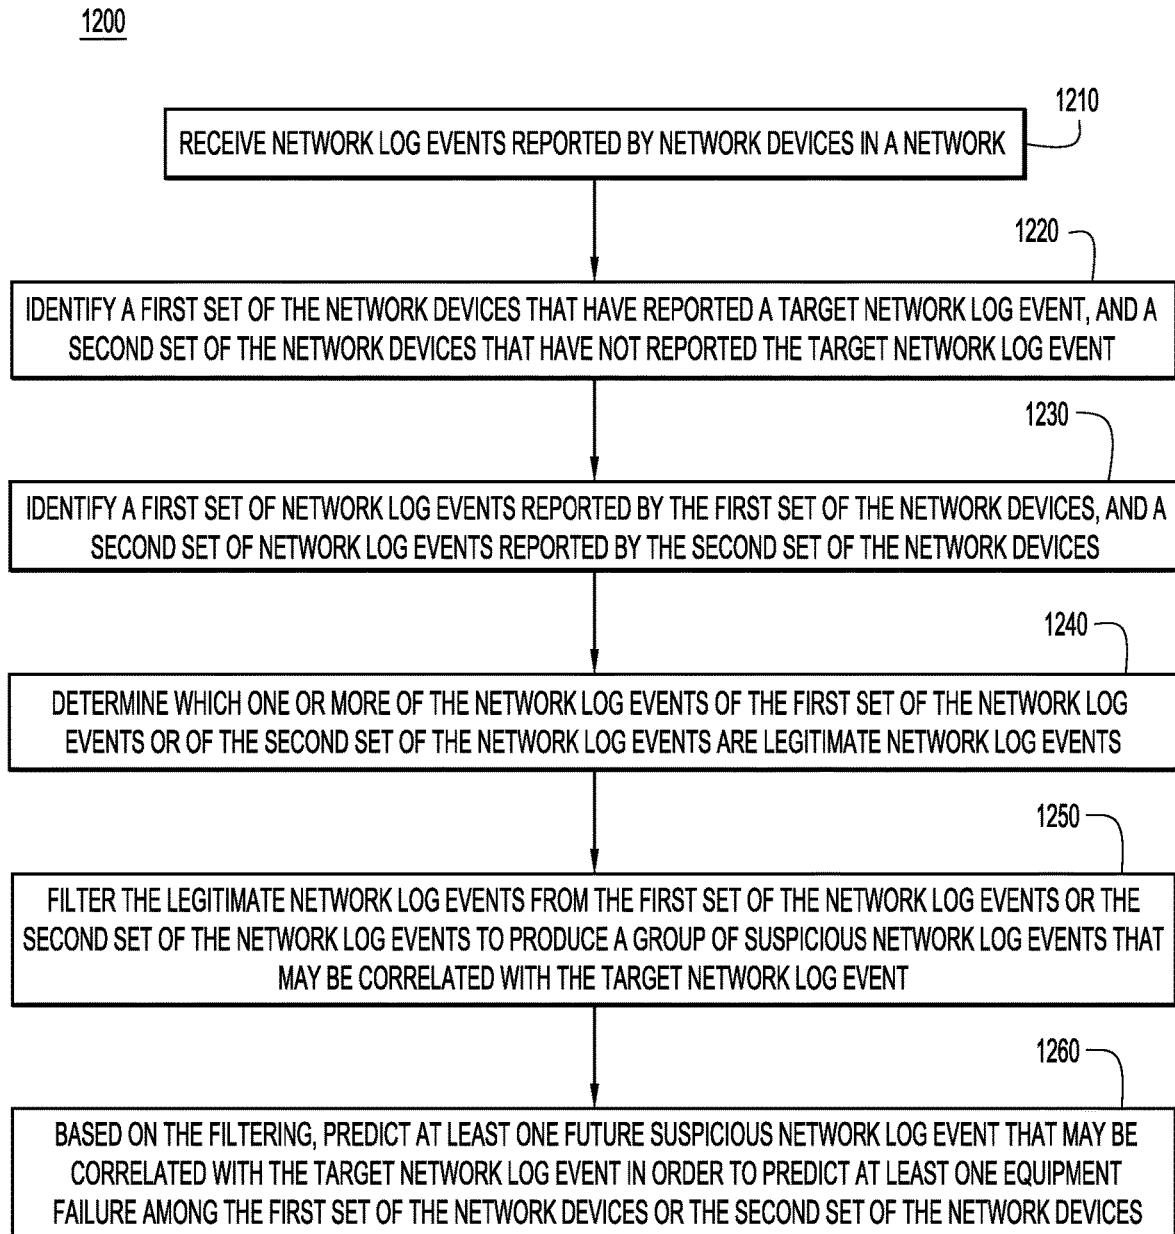 1200
1210
RECEIVE NETWORK LOG EVENTS REPORTED BY NETWORK DEVICES IN A NETWORK
1220
IDENTIFY A FIRST SET OF THE NETWORK DEVICES THAT HAVE REPORTED A TARGET NETWORK LOG EVENT, AND A
SECOND SET OF THE NETWORK DEVICES THAT HAVE NOT REPORTED THE TARGET NETWORK LOG EVENT
1230
IDENTIFY A FIRST SET OF NETWORK LOG EVENTS REPORTED BY THE FIRST SET OF THE NETWORK DEVICES, AND A
SECOND SET OF NETWORK LOG EVENTS REPORTED BY THE SECOND SET OF THE NETWORK DEVICES
1240
DETERMINE WHICH ONE OR MORE OF THE NETWORK LOG EVENTS OF THE FIRST SET OF THE NETWORK LOG
EVENTS OR OF THE SECOND SET OF THE NETWORK LOG EVENTS ARE LEGITIMATE NETWORK LOG EVENTS
1250
FILTER THE LEGITIMATE NETWORK LOG EVENTS FROM THE FIRST SET OF THE NETWORK LOG EVENTS OR THE
SECOND SET OF THE NETWORK LOG EVENTS TO PRODUCE A GROUP OF SUSPICIOUS NETWORK LOG EVENTS THAT
MAY BE CORRELATED WITH THE TARGET NETWORK LOG EVENT
1260
BASED ON THE FILTERING, PREDICT AT LEAST ONE FUTURE SUSPICIOUS NETWORK LOG EVENT THAT MAY BE
CORRELATED WITH THE TARGET NETWORK LOG EVENT IN ORDER TO PREDICT AT LEAST ONE EQUIPMENT
FAILURE AMONG THE FIRST SET OF THE NETWORK DEVICES OR THE SECOND SET OF THE NETWORK DEVICES